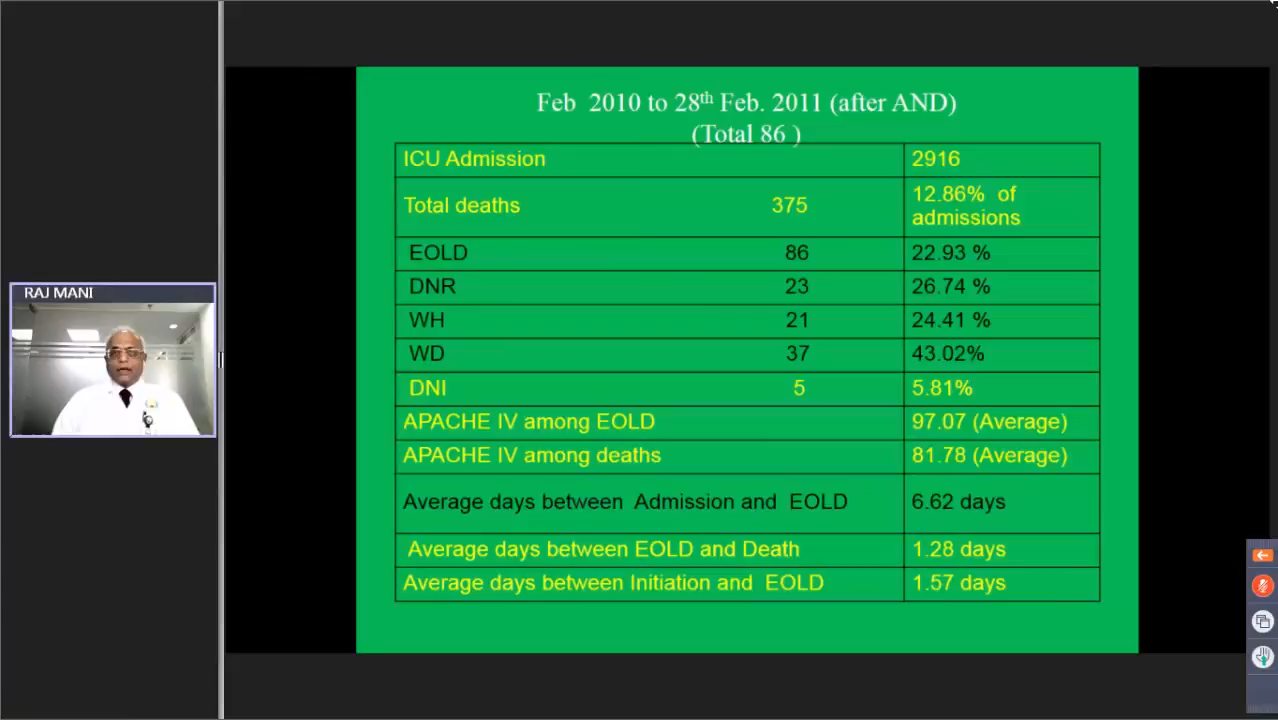 Feb 2010 to 28th Feb. 2011 (after AND)
(Total 86 )
ICU Admission 2916
Total deaths 375 12.86% of
admissions
EOLD 86 22.93 %
DNR 23 26.74 %
RAJ MANI
WH 21 24.41 %
WD 37 43.02%
DNI 5 5.81%
APACHE IV among EOLD 97.07 (Average)
APACHE IV among deaths 81.78 (Average)
Average days between Admission and EOLD 6.62 days
Average days between EOLD and Death 1.28 days
Average days between Initiation and EOLD 1.57 days